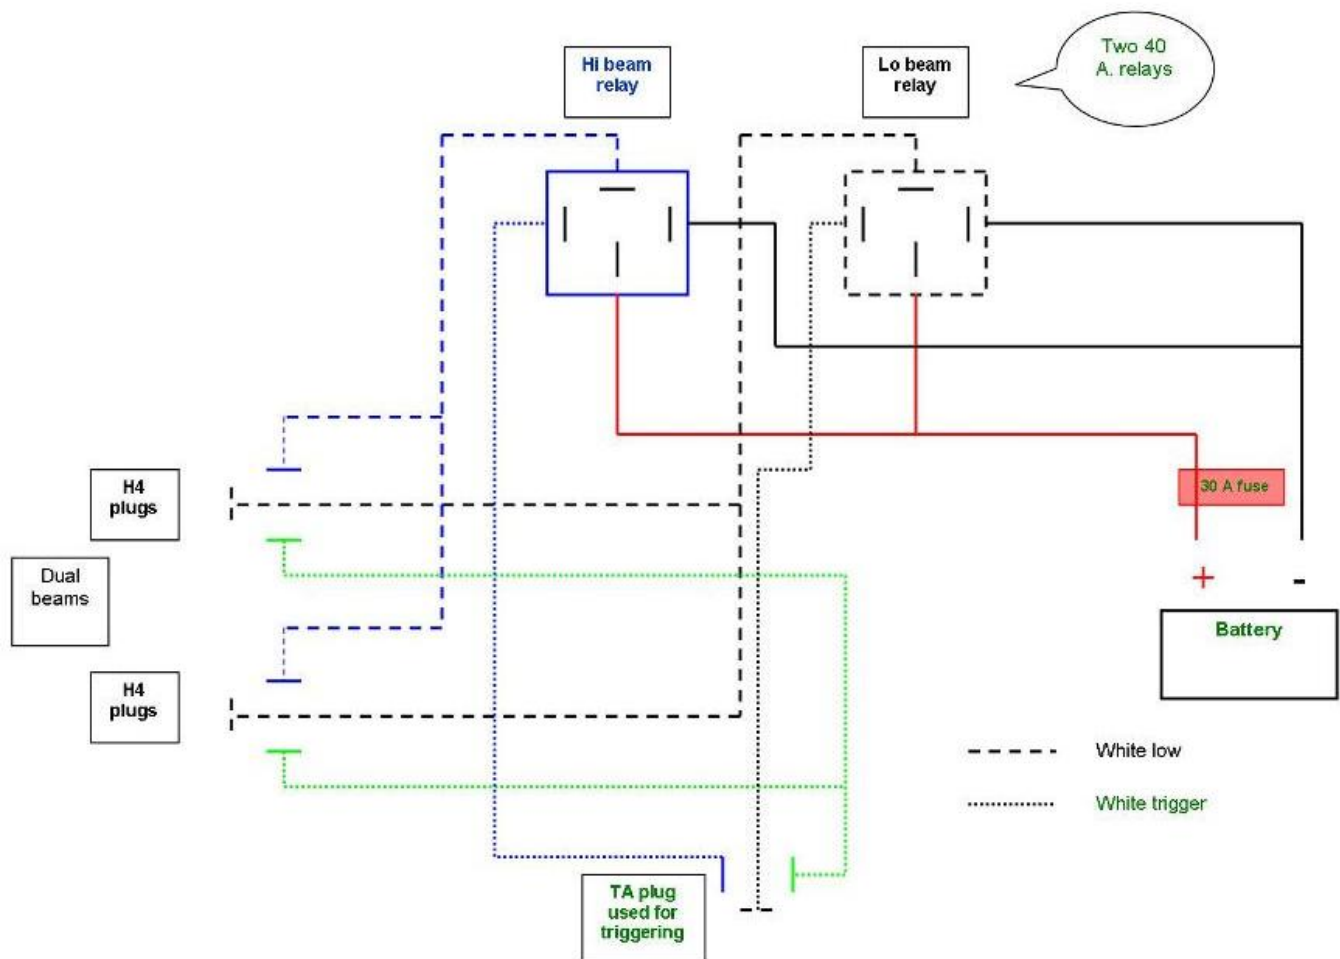 Two 40
A. relays
Hi beam
relay
Lo beam
relay
H4
plugs
30 A fuse
Dual
beams
+
-
Battery
H4
plugs
White low
White trigger
TA plug
used for
triggering